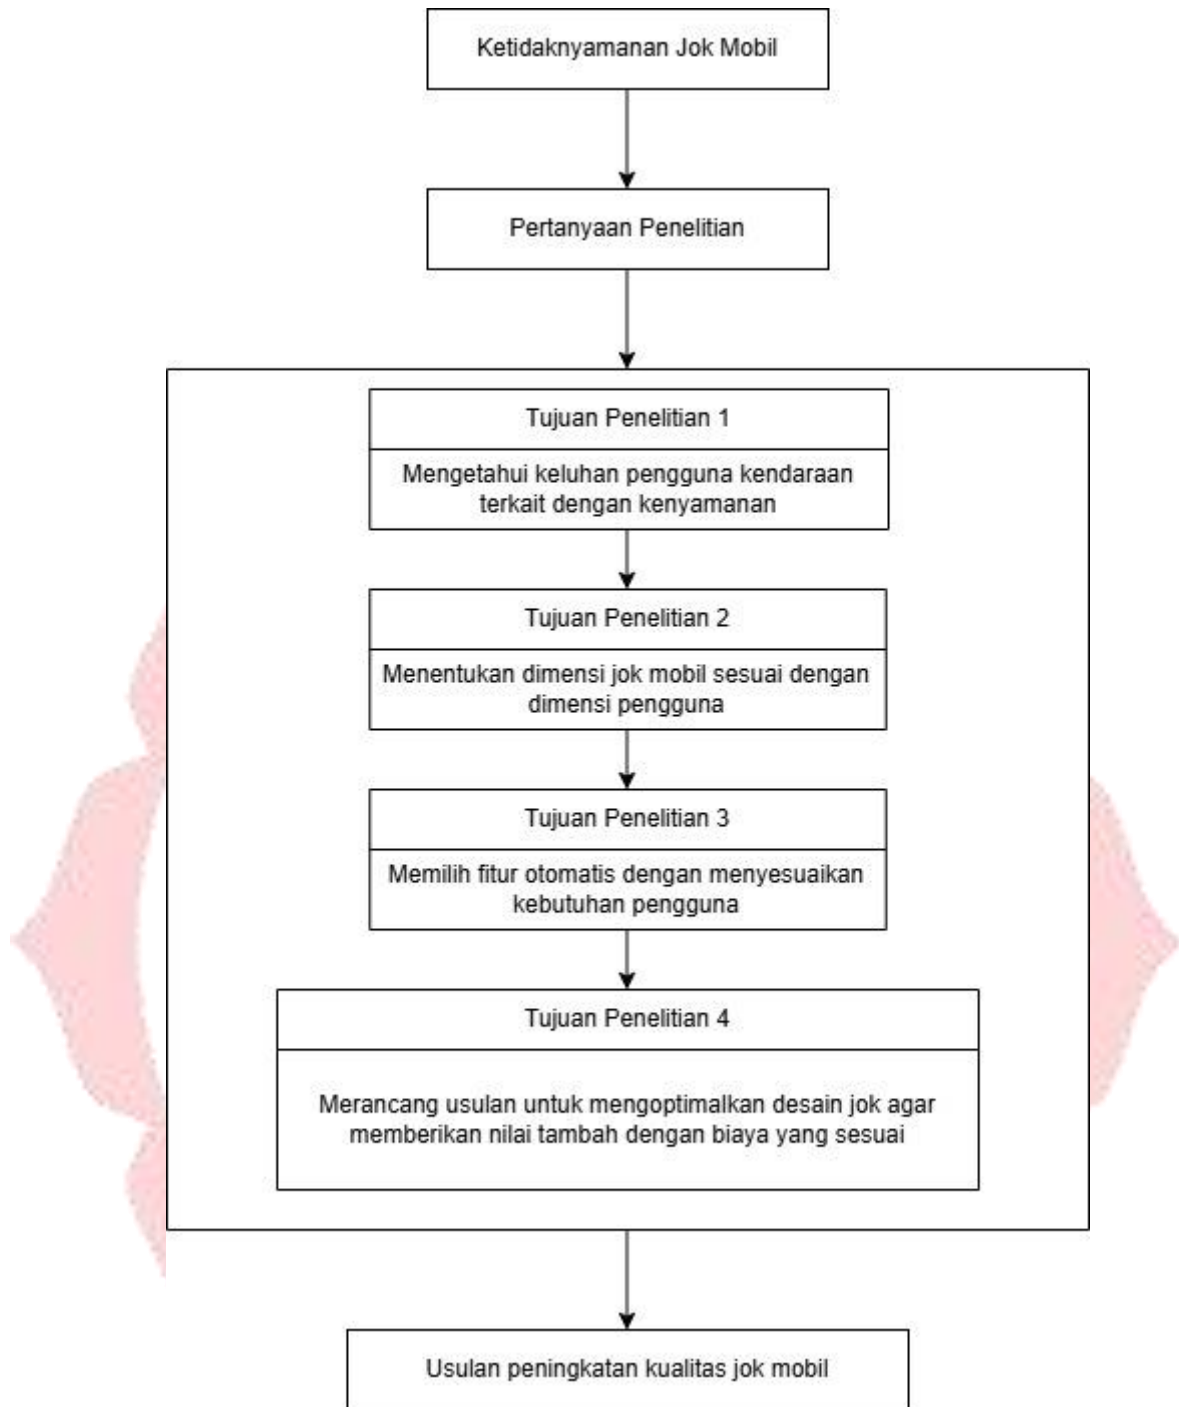 Ketidaknyamanan Jok Mobil
Pertanyaan Penelitian
Tujuan Penelitian 1
Mengetahui keluhan pengguna kendaraan
terkait dengan kenyamanan
Tujuan Penelitian 2
Menentukan dimensi jok mobil sesuai dengan
dimensi pengguna
Tujuan Penelitian 3
Memilih fitur otomatis dengan menyesuaikan
kebutuhan pengguna
Tujuan Penelitian 4
Merancang usulan untuk mengoptimalkan desain jok agar
memberikan nilai tambah dengan biaya yang sesuai
Usulan peningkatan kualitas jok mobil